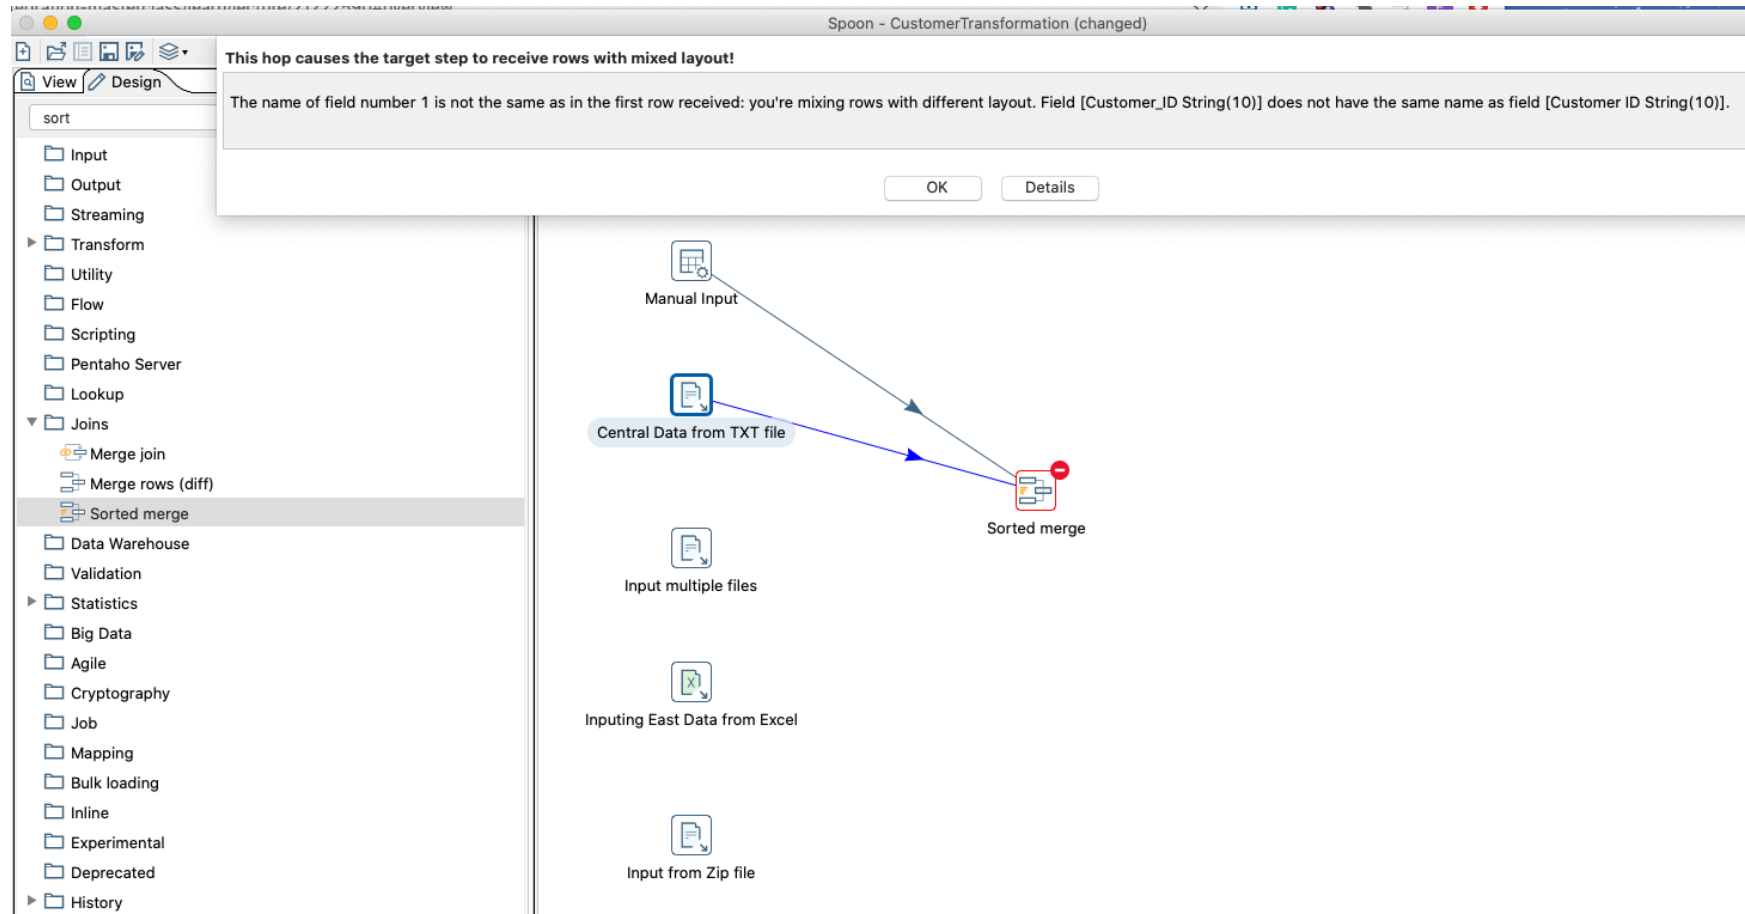 Spoon - CustomerTransformation (changed)
This hop causes the target step to receive rows with mixed layout!
The name of field number 1 is not the same as in the first row received: you're mixing rows with different layout. Field [Customer_ID String(10)] does not have the same name as field [Customer ID String(10)].
OK
Details
View
Design
sort
Input
Output
Streaming
Transform
Utility
Flow
Scripting
Pentaho Server
Lookup
Joins
Merge join
Merge rows (diff)
Sorted merge
Data Warehouse
Validation
Statistics
Big Data
Agile
Cryptography
Job
Mapping
Bulk loading
Inline
Experimental
Deprecated
History
Manual Input
Central Data from TXT file
Sorted merge
Input multiple files
Inputing East Data from Excel
Input from Zip file